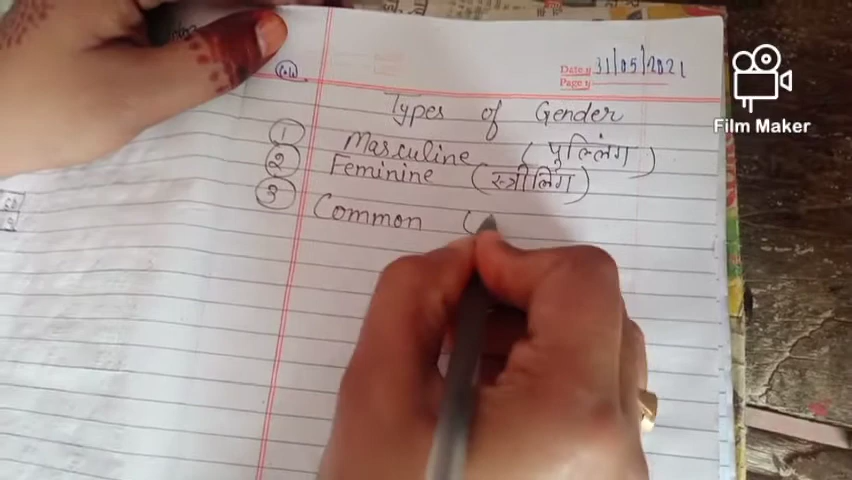 Date 31/05/2021
Page
C.W
Types of Gender
1 Masculine (पुल्लिंग)
2 Feminine (स्त्रीलिंग)
3 Common (
Film Maker